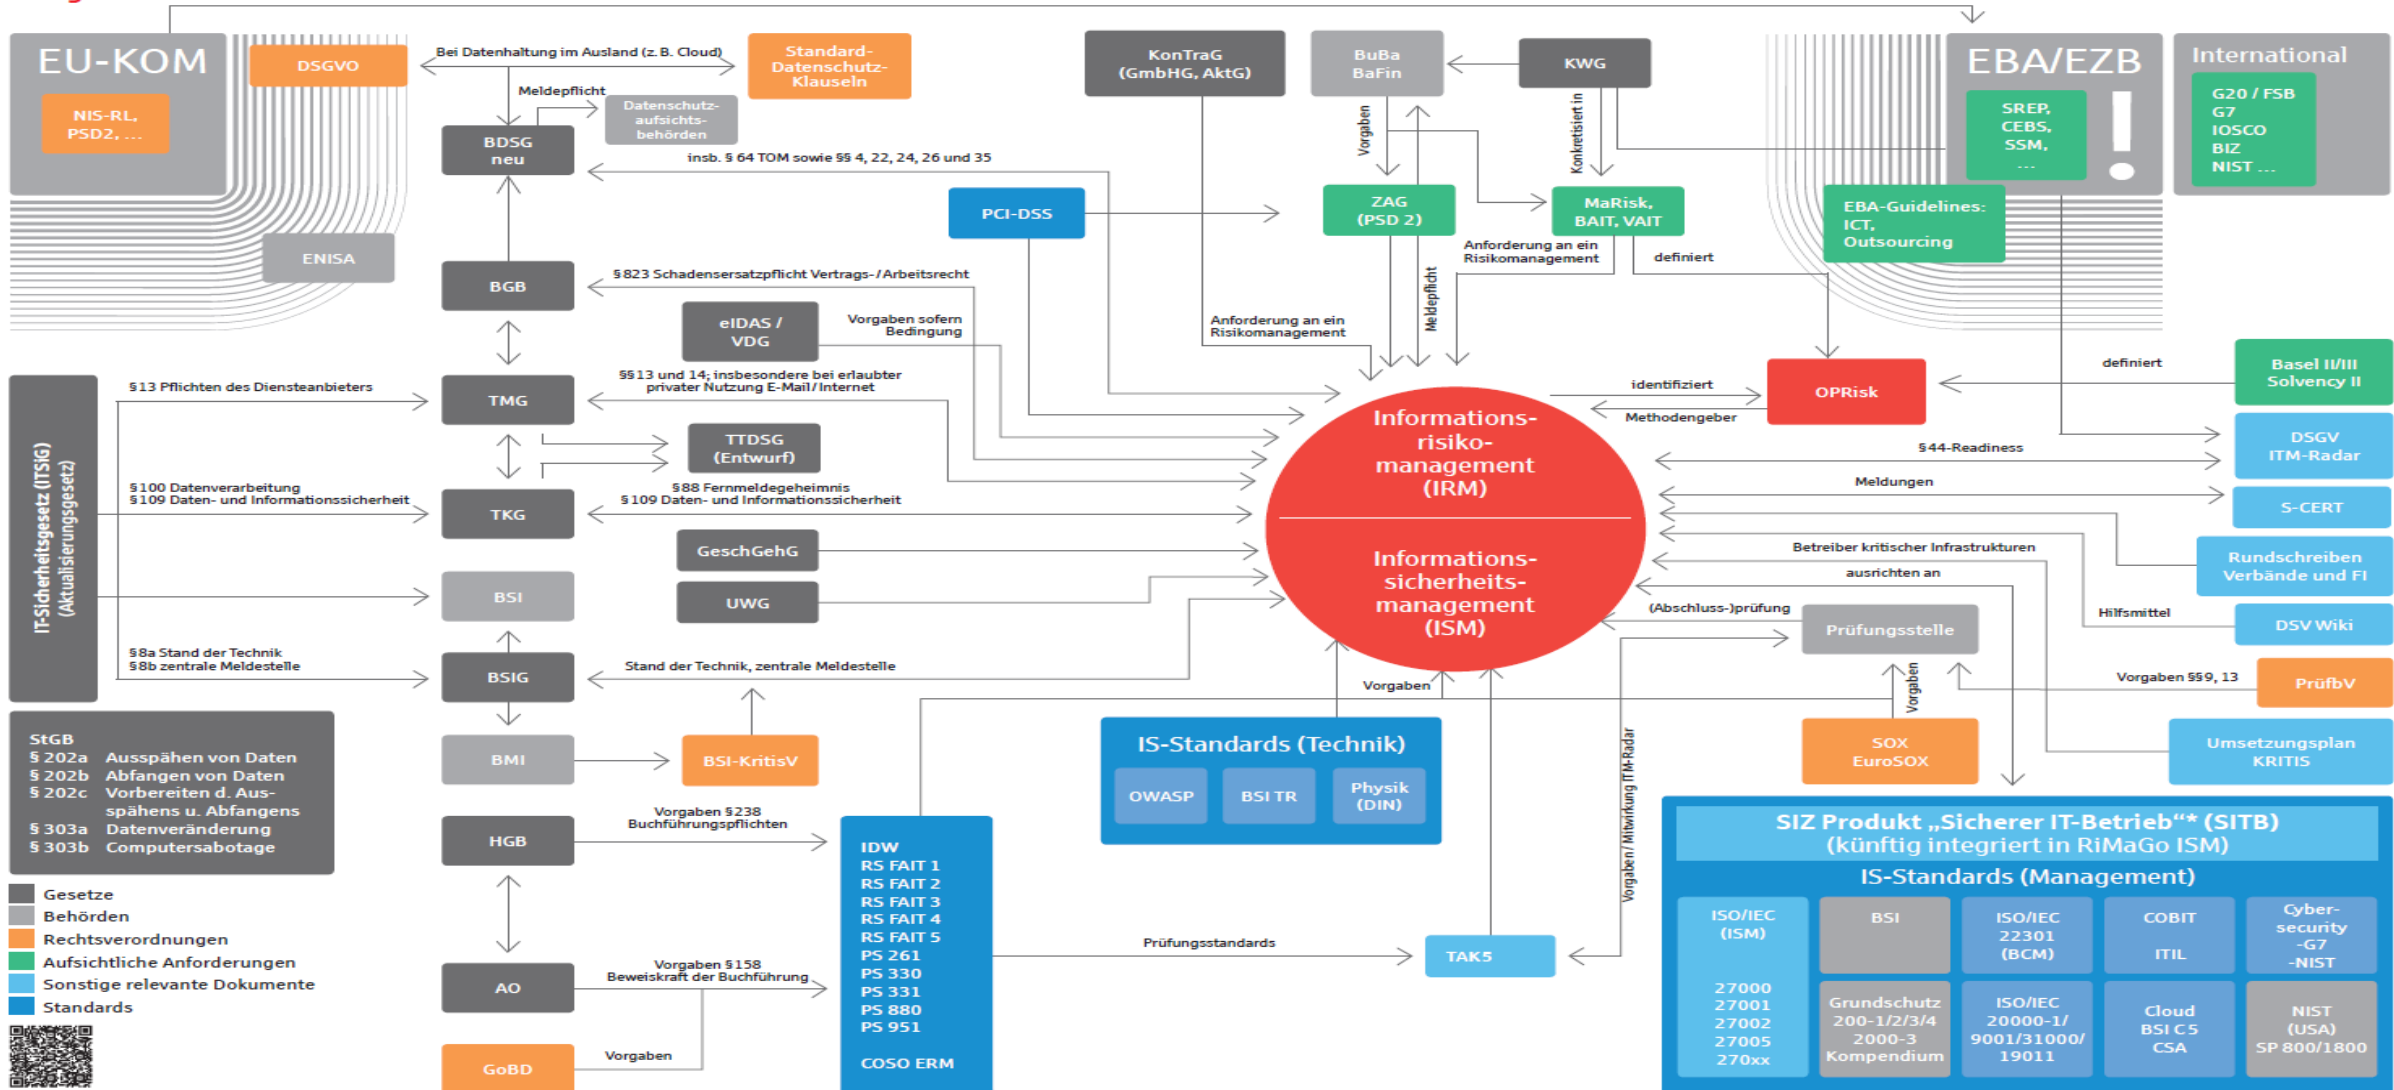 EU-KOM
NIS-RL,
PSD2, ...
DSGVO
Bei Datenhaltung im Ausland (z. B. Cloud)
Standard-
Datenschutz-
Klauseln
Meldepflicht
Datenschutz-
aufsichts-
behörden
BDSG
neu
insb. § 64 TOM sowie §§ 4, 22, 24, 26 und 35
ENISA
KonTraG
(GmbHG, AktG)
BuBa
BaFin
KWG
Vorgaben
Konkretisiert in
EBA/EZB
SREP,
CEBS,
SSM,
...
!
International
G20 / FSB
G7
IOSCO
BIZ
NIST ...
PCI-DSS
ZAG
(PSD 2)
MaRisk,
BAIT, VAIT
EBA-Guidelines:
ICT,
Outsourcing
Anforderung an ein
Risikomanagement
definiert
BGB
§ 823 Schadensersatzpflicht Vertrags-/Arbeitsrecht
eIDAS /
VDG
Vorgaben sofern
Bedingung
Anforderung an ein
Risikomanagement
Meldepflicht
IT-Sicherheitsgesetz (ITSiG)
(Aktualisierungsgesetz)
§ 13 Pflichten des Diensteanbieters
TMG
§§ 13 und 14; insbesondere bei erlaubter
privater Nutzung E-Mail/Internet
TTDSG
(Entwurf)
§ 100 Datenverarbeitung
§ 109 Daten- und Informationssicherheit
TKG
§ 88 Fernmeldegeheimnis
§ 109 Daten- und Informationssicherheit
GeschGehG
BSI
UWG
§ 8a Stand der Technik
§ 8b zentrale Meldestelle
BSIG
Stand der Technik, zentrale Meldestelle
BMI
BSI-KritisV
Informations-
risiko-
management
(IRM)
Informations-
sicherheits-
management
(ISM)
identifiziert
Methodengeber
OPRisk
definiert
Basel II/III
Solvency II
§ 44-Readiness
DSGV
ITM-Radar
Meldungen
S-CERT
Betreiber kritischer Infrastrukturen
Rundschreiben
Verbände und FI
ausrichten an
(Abschluss-)prüfung
Prüfungsstelle
Hilfsmittel
DSV Wiki
Vorgaben
Vorgaben
Vorgaben §§ 9, 13
PrüfbV
SOX
EuroSOX
Umsetzungsplan
KRITIS
Vorgaben / Mitwirkung ITM-Radar
StGB
§ 202a Ausspähen von Daten
§ 202b Abfangen von Daten
§ 202c Vorbereiten d. Aus-
spähens u. Abfangens
§ 303a Datenveränderung
§ 303b Computersabotage
Gesetze
Behörden
Rechtsverordnungen
Aufsichtliche Anforderungen
Sonstige relevante Dokumente
Standards
HGB
Vorgaben § 238
Buchführungspflichten
AO
Vorgaben § 158
Beweiskraft der Buchführung
GoBD
Vorgaben
IDW
RS FAIT 1
RS FAIT 2
RS FAIT 3
RS FAIT 4
RS FAIT 5
PS 261
PS 330
PS 331
PS 880
PS 951
COSO ERM
IS-Standards (Technik)
OWASP
BSI TR
Physik
(DIN)
Prüfungsstandards
TAK5
SIZ Produkt „Sicherer IT-Betrieb“* (SITB)
(künftig integriert in RiMaGo ISM)
IS-Standards (Management)
ISO/IEC
(ISM)
27000
27001
27002
27005
270xx
BSI
Grundschutz
200-1/2/3/4
2000-3
Kompendium
ISO/IEC
22301
(BCM)
ISO/IEC
20000-1/
9001/31000/
19011
COBIT
ITIL
Cloud
BSI C 5
CSA
Cyber-
security
-G7
-NIST
NIST
(USA)
SP 800/1800